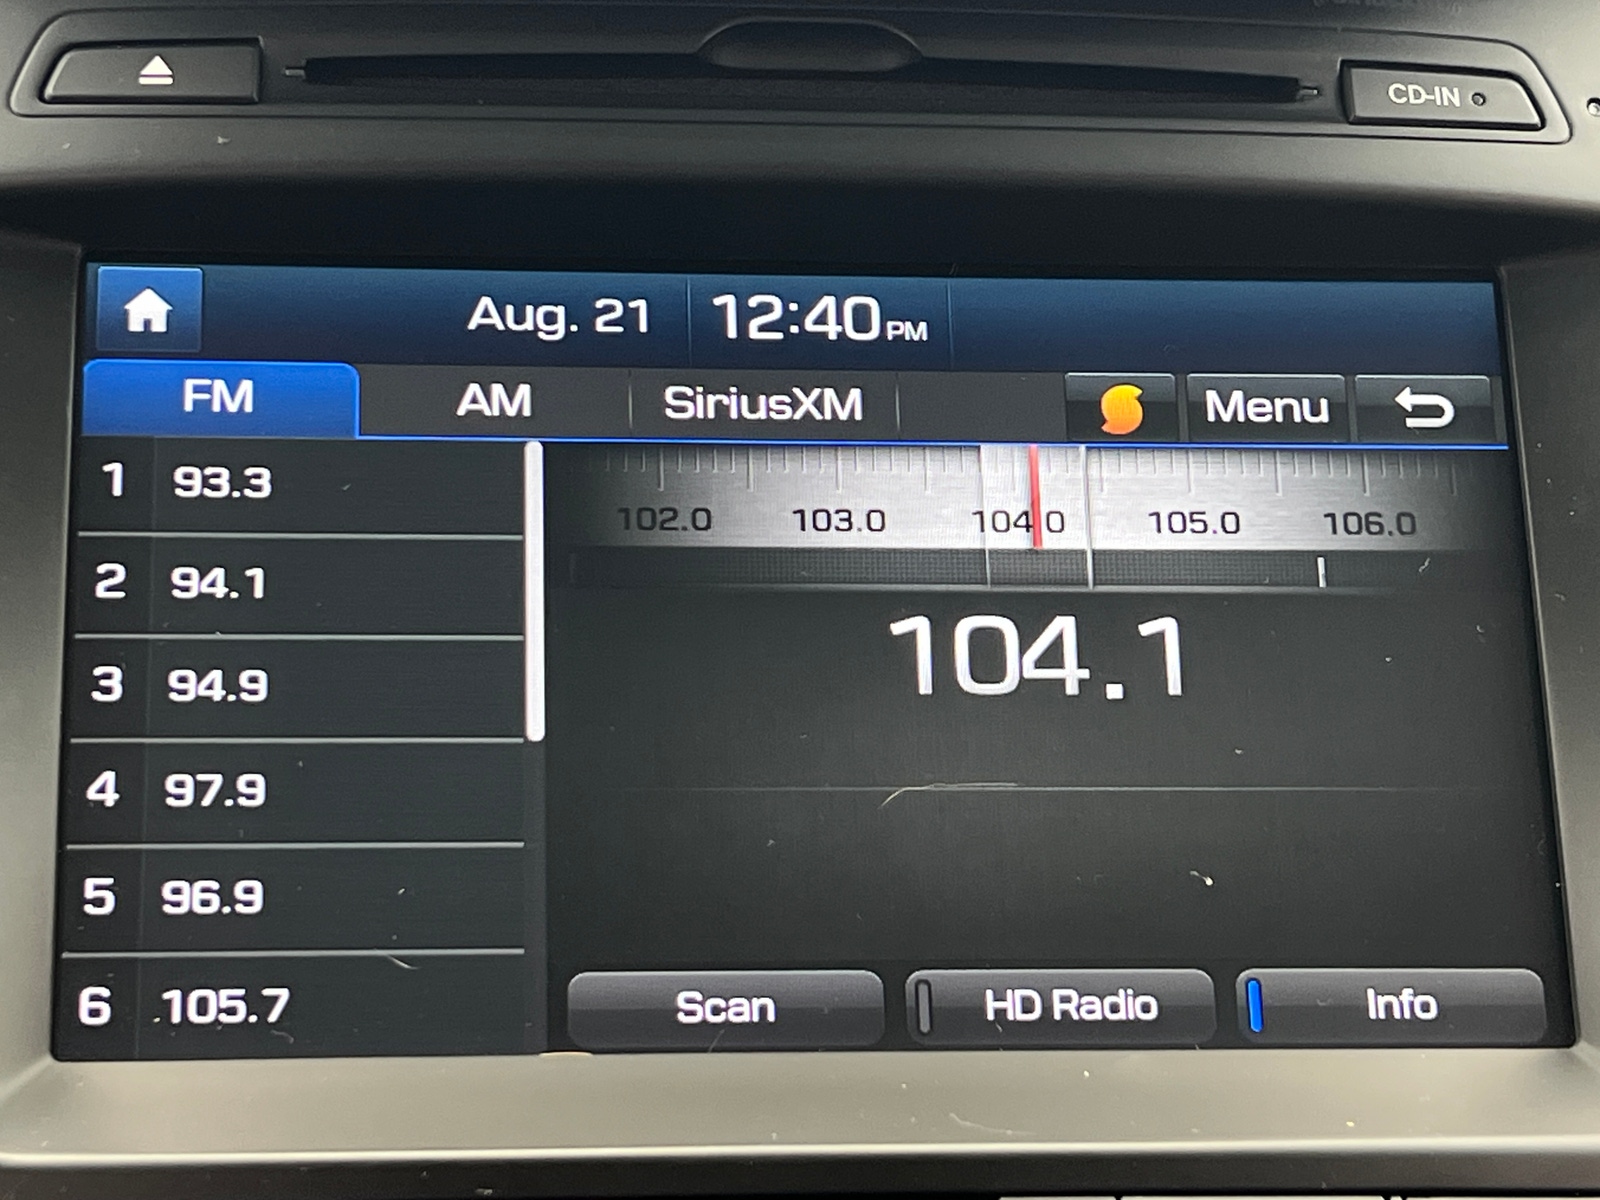 CD-IN
Aug. 21 12:40 PM
FM AM SiriusXM Menu
1 93.3
2 94.1
3 94.9
4 97.9
5 96.9
6 105.7
102.0 103.0 104.0 105.0 106.0
104.1
Scan HD Radio Info